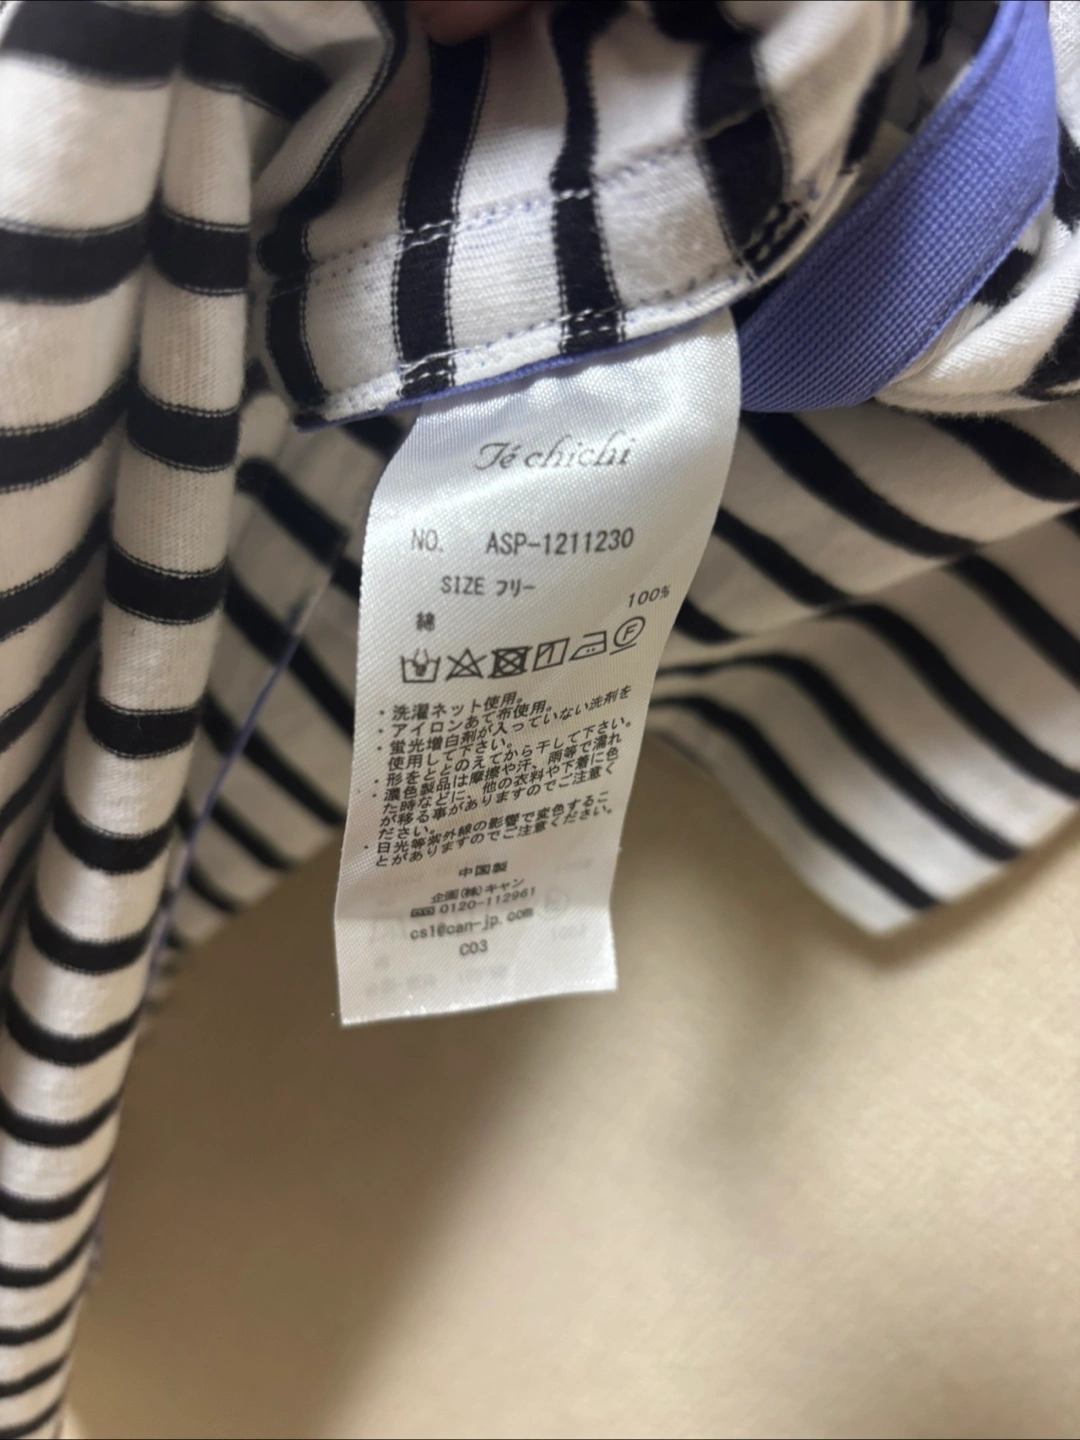 Té chichi
NO. ASP-1211230
SIZE フリー
綿 100%
・洗濯ネット使用。
・アイロンあて布使用。
・蛍光増白剤が入っていない洗剤を
使用して下さい。
・形をととのえてから干して下さい。
・濃色製品は摩擦や汗、雨等で濡れ
た時などに、他の衣料や下着に色
が移る事がありますのでご注意く
ださい。
・日光等紫外線の影響で変色するこ
とがありますのでご注意ください。
中国製
企画(株)キャン
0120-112961
cs1@can-jp.com
C03